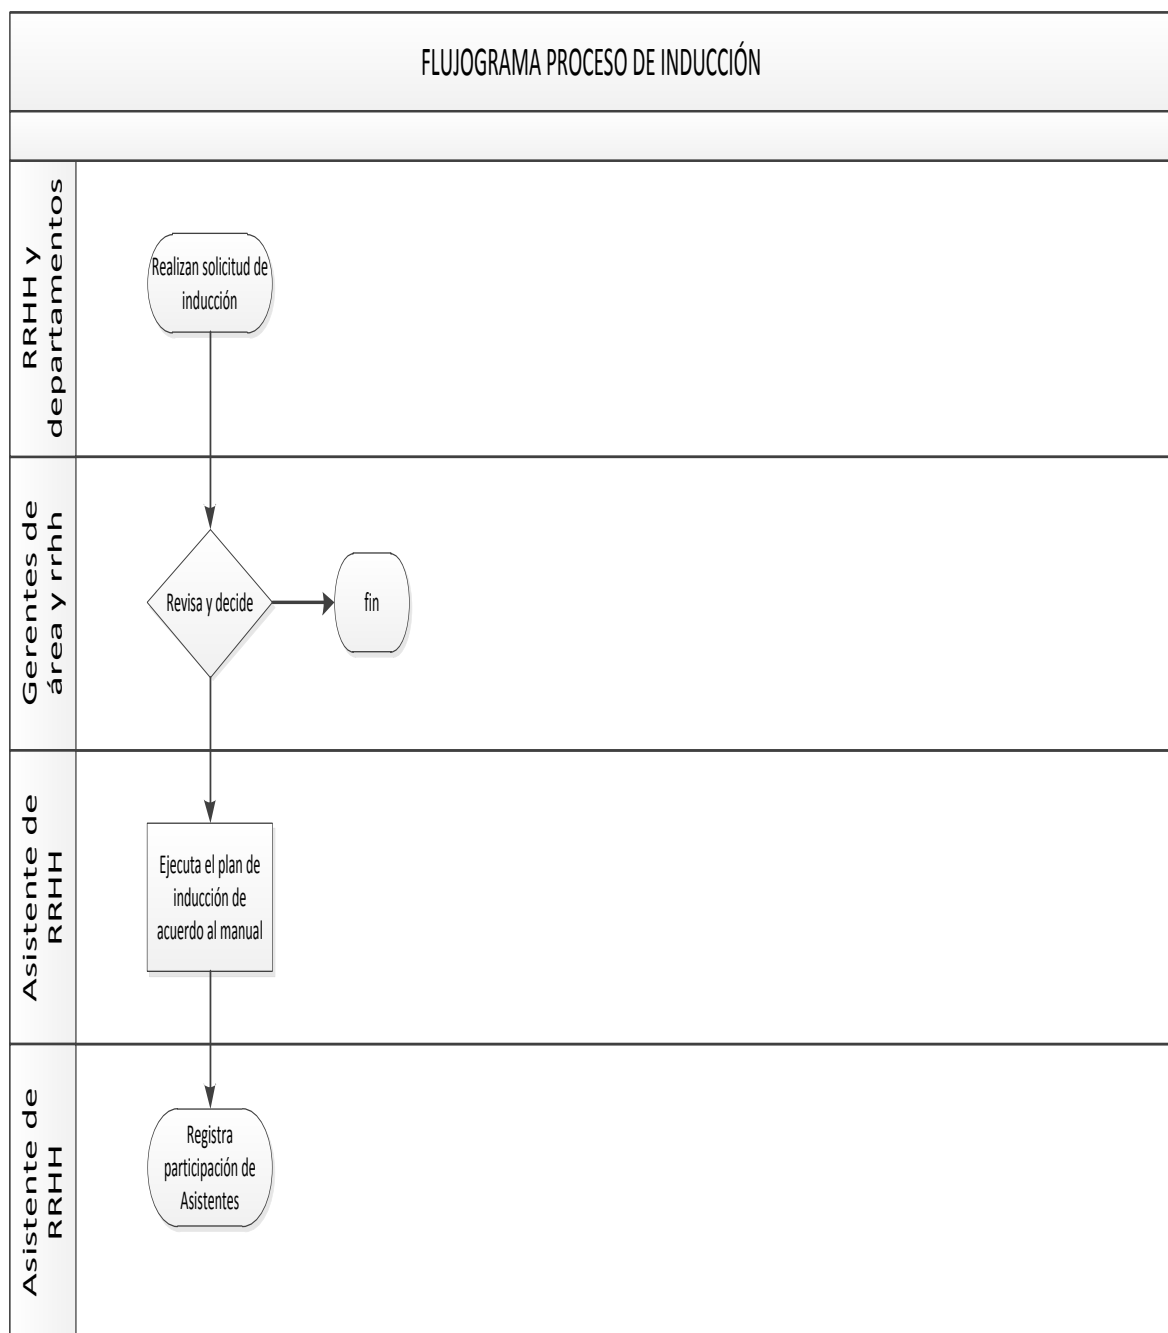 FLUJOGRAMA PROCESO DE INDUCCIÓN
RRHH y
departamentos
Realizan solicitud de
inducción
Gerentes de
área y rrhh
Revisa y decide
fin
Asistente de
RRHH
Ejecuta el plan de
inducción de
acuerdo al manual
Asistente de
RRHH
Registra
participación de
Asistentes